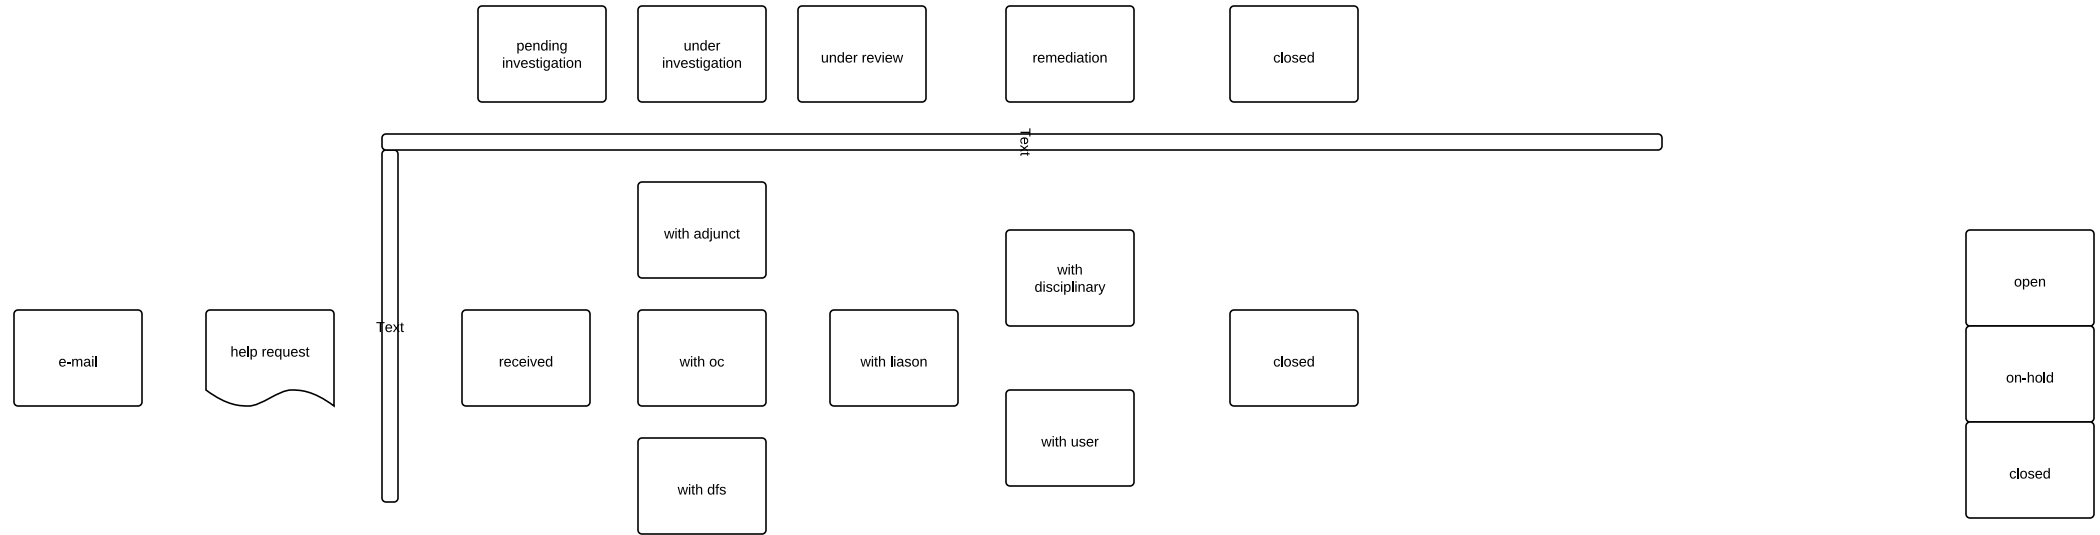 pending
investigation
under
investigation
under review
remediation
closed
Text
with adjunct
with
disciplinary
open
Text
e-mail
help request
received
with oc
with liason
closed
on-hold
with user
with dfs
closed